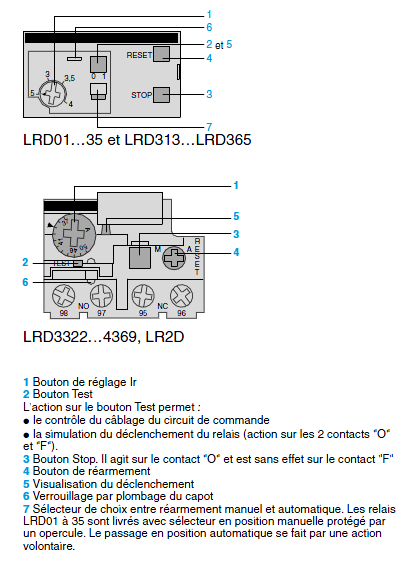 1
6
2 et 5
RESET
4
3
3,5
0 1
5
STOP
3
4
7
LRD01…35 et LRD313…LRD365
1
5
3
M
A
RESET
4
2
TEST
6
NO
NC
98
97
95
96
LRD3322…4369, LR2D
1 Bouton de réglage Ir
2 Bouton Test
L'action sur le bouton Test permet :
● le contrôle du câblage du circuit de commande
● la simulation du déclenchement du relais (action sur les 2 contacts “O”
et “F”).
3 Bouton Stop. Il agit sur le contact “O” et est sans effet sur le contact "F"
4 Bouton de réarmement
5 Visualisation du déclenchement
6 Verrouillage par plombage du capot
7 Sélecteur de choix entre réarmement manuel et automatique. Les relais
LRD01 à 35 sont livrés avec sélecteur en position manuelle protégé par
un opercule. Le passage en position automatique se fait par une action
volontaire.